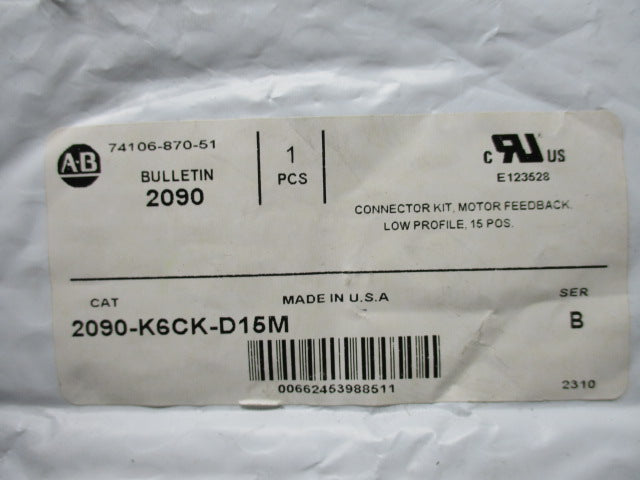 A-B
74106-870-51
BULLETIN
2090
1
PCS
C RU US
E123528
CONNECTOR KIT, MOTOR FEEDBACK,
LOW PROFILE, 15 POS.
CAT
MADE IN U.S.A
SER
2090-K6CK-D15M
B
00662453988511
2310